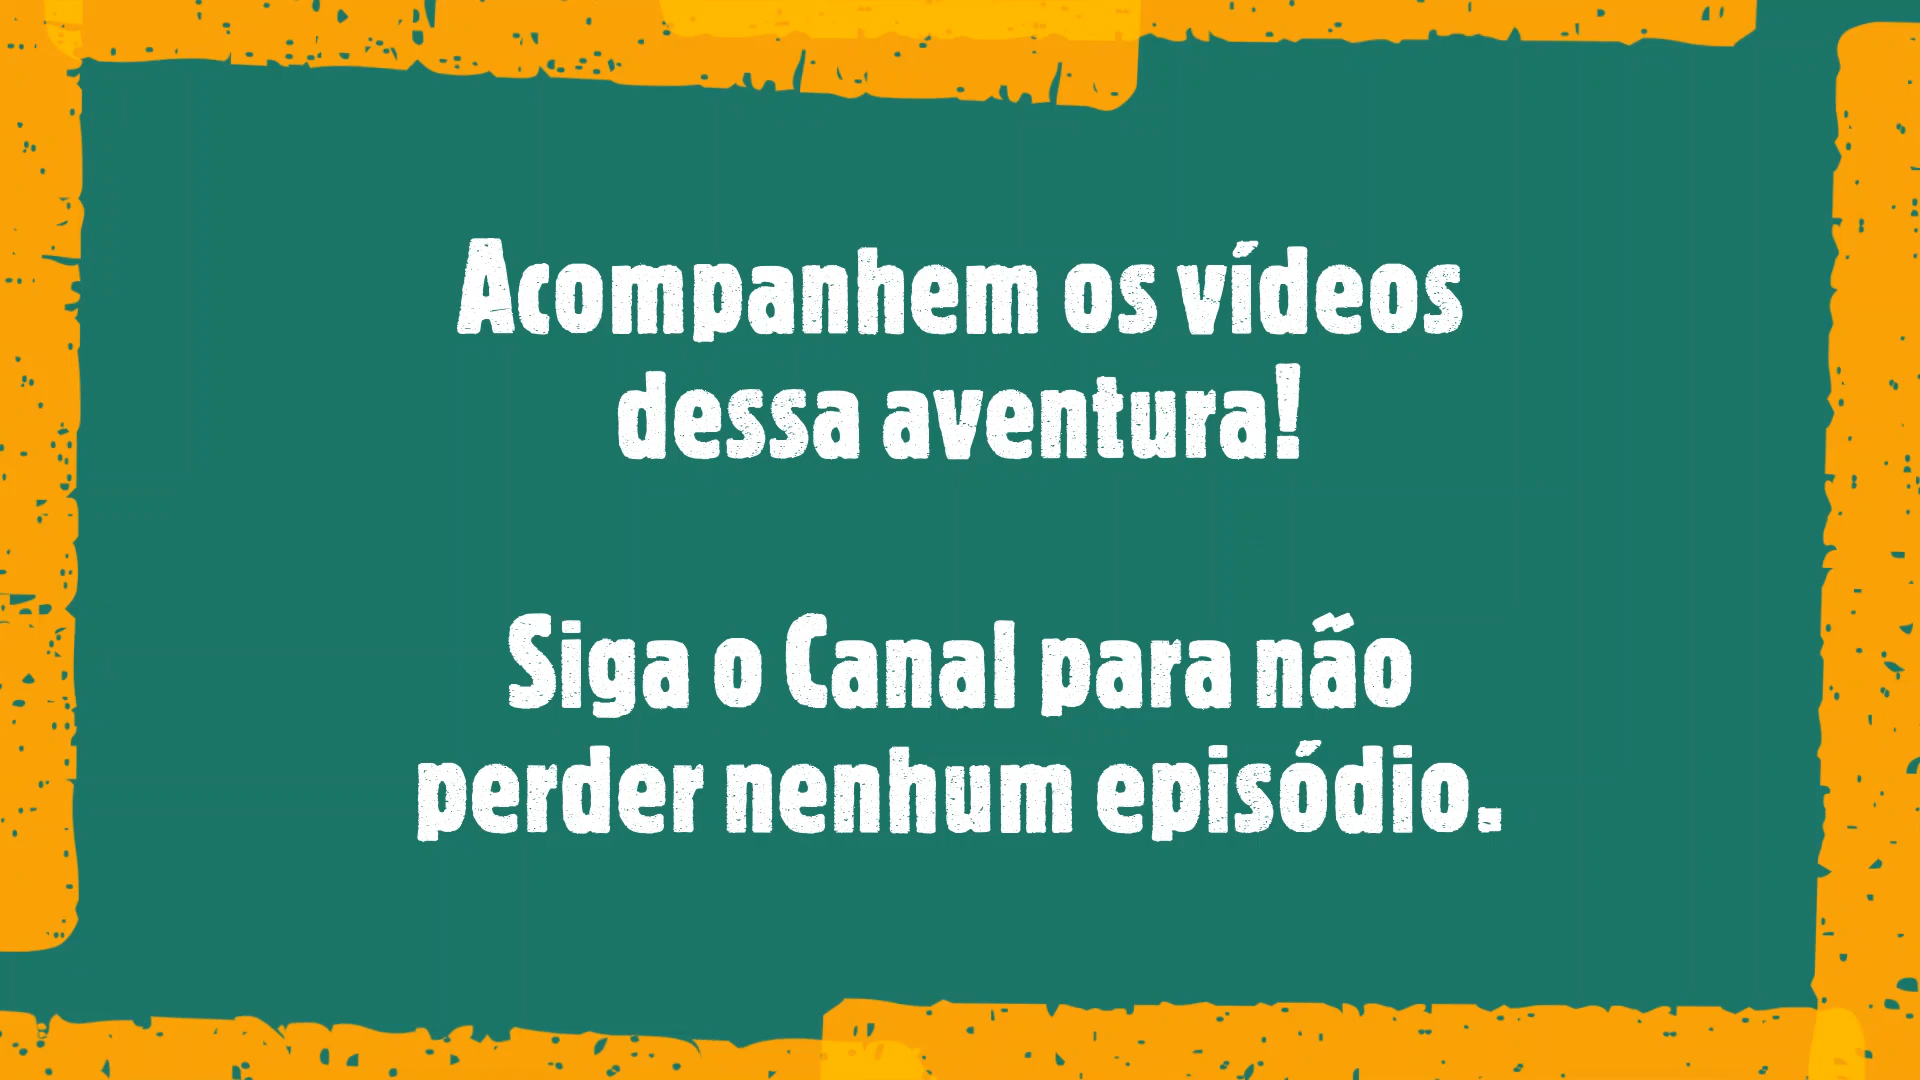 Acompanhem os vídeos
dessa aventura!
Siga o Canal para não
perder nenhum episódio.